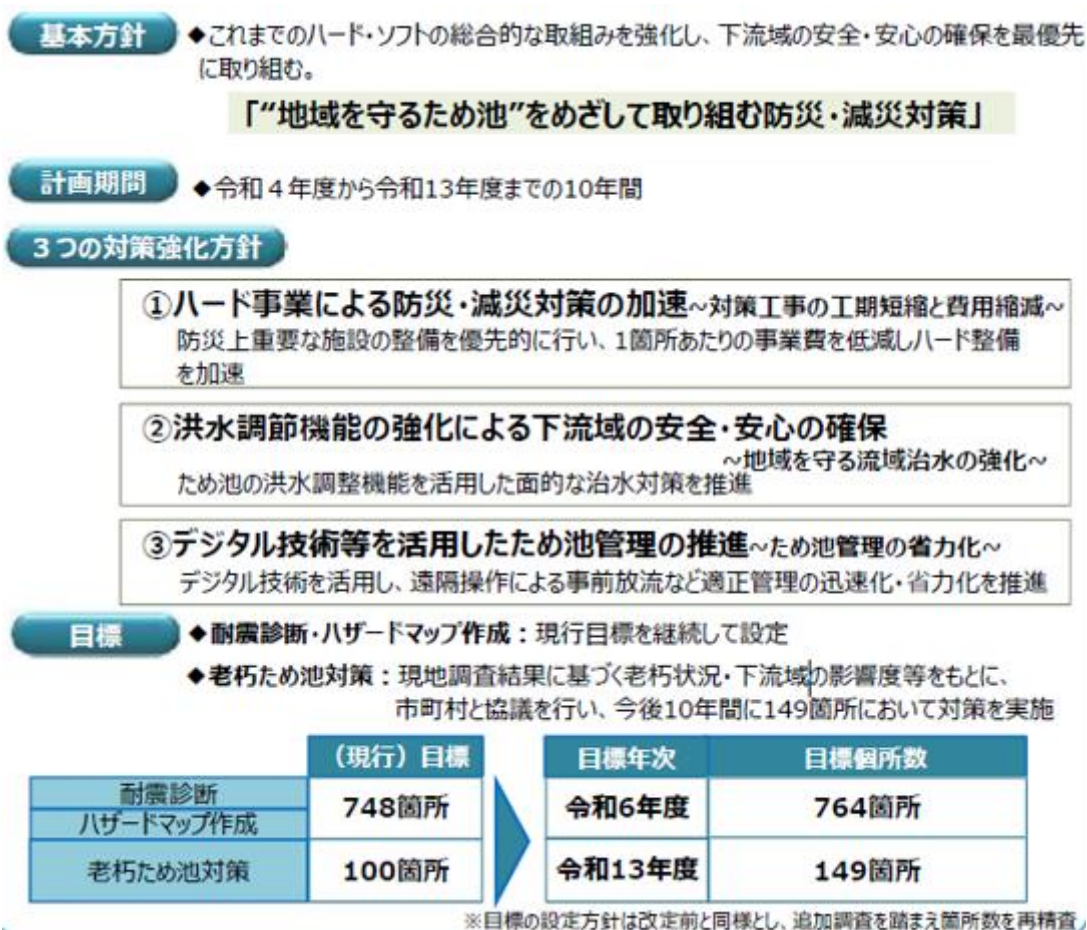 基本方針
◆これまでのハード・ソフトの総合的な取組みを強化し、下流域の安全・安心の確保を最優先
に取り組む。
「“地域を守るため池”をめざして取り組む防災・減災対策」
計画期間
◆令和４年度から令和13年度までの10年間
３つの対策強化方針
①ハード事業による防災・減災対策の加速~対策工事の工期短縮と費用縮減~
防災上重要な施設の整備を優先的に行い、1箇所あたりの事業費を低減しハード整備
を加速
②洪水調節機能の強化による下流域の安全・安心の確保
~地域を守る流域治水の強化~
ため池の洪水調整機能を活用した面的な治水対策を推進
③デジタル技術等を活用したため池管理の推進~ため池管理の省力化~
デジタル技術を活用し、遠隔操作による事前放流など適正管理の迅速化・省力化を推進
目標
◆耐震診断・ハザードマップ作成：現行目標を継続して設定
◆老朽ため池対策：現地調査結果に基づく老朽状況・下流域の影響度等をもとに、
市町村と協議を行い、今後10年間に149箇所において対策を実施
（現行）目標
目標年次
目標個所数
耐震診断
ハザードマップ作成
748箇所
令和6年度
764箇所
老朽ため池対策
100箇所
令和13年度
149箇所
※目標の設定方針は改定前と同様とし、追加調査を踏まえ箇所数を再精査